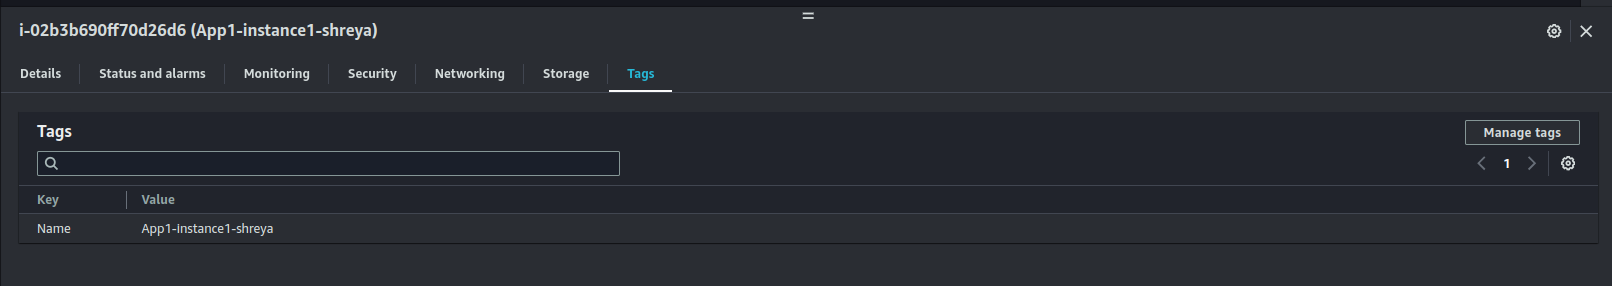 i-02b3b690ff70d26d6 (App1-instance1-shreya)
Details Status and alarms Monitoring Security Networking Storage Tags
Tags
Manage tags
1
Key Value
Name App1-instance1-shreya